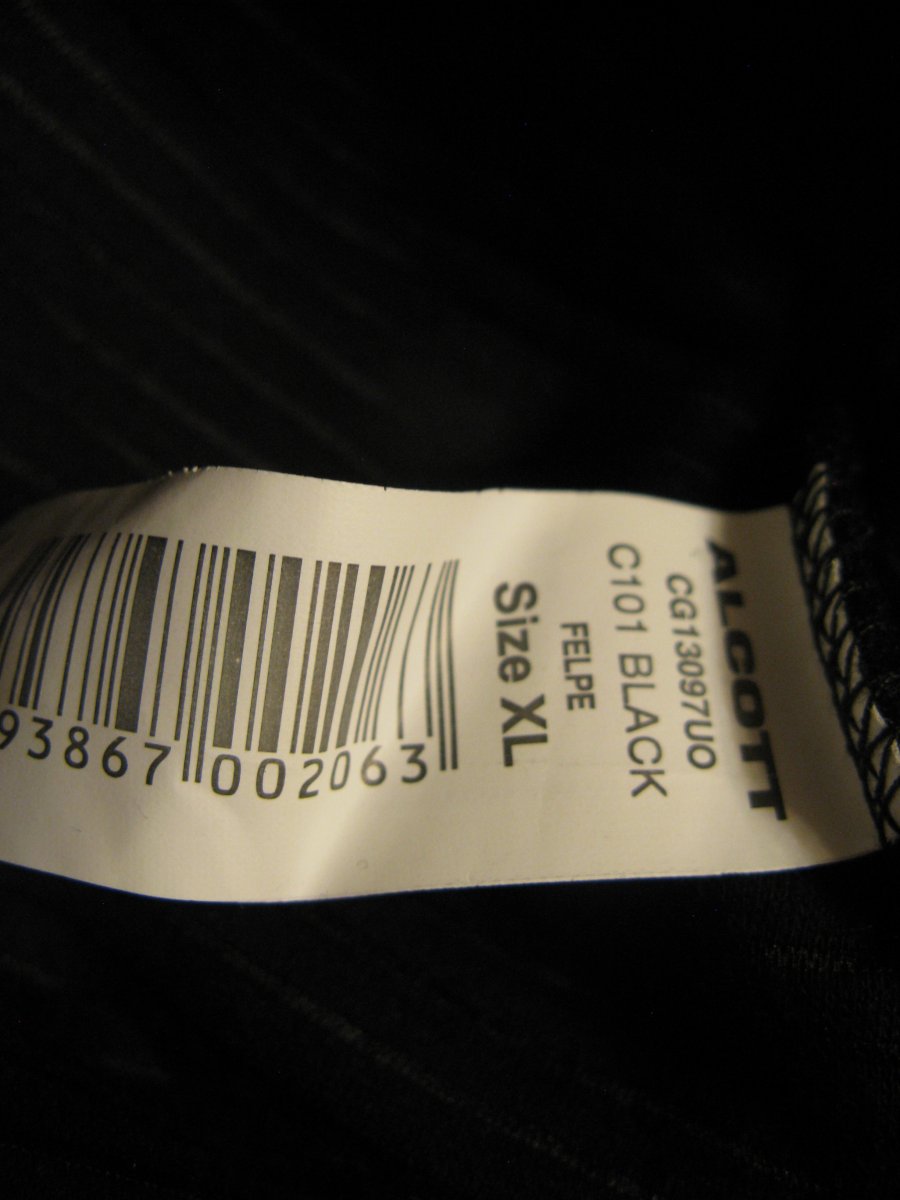 ALCOTT
CG13097UO
C101 BLACK
FELPE
Size XL
93867 002063